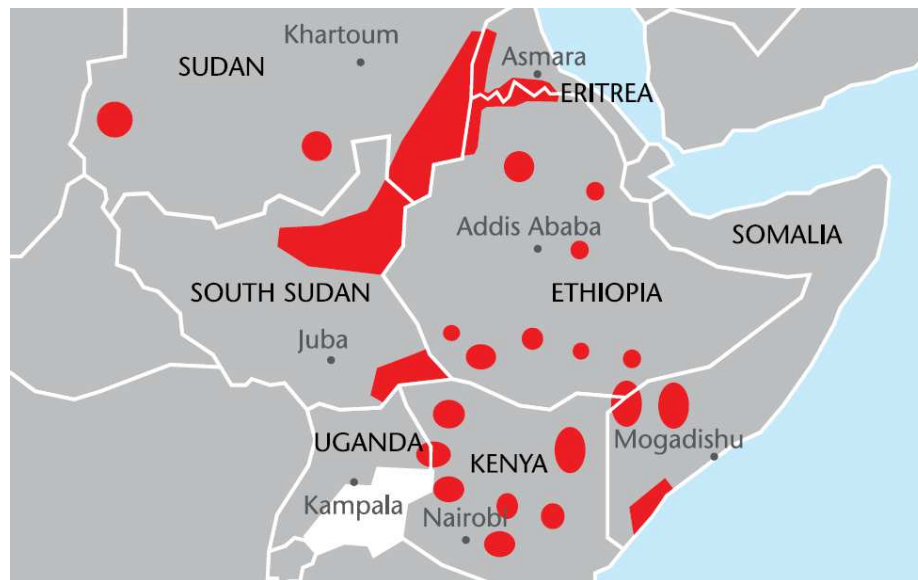 Khartoum
SUDAN
Asmara
ERITREA
Addis Ababa
SOMALIA
SOUTH SUDAN
ETHIOPIA
Juba
UGANDA
Mogadishu
KENYA
Kampala
Nairobi